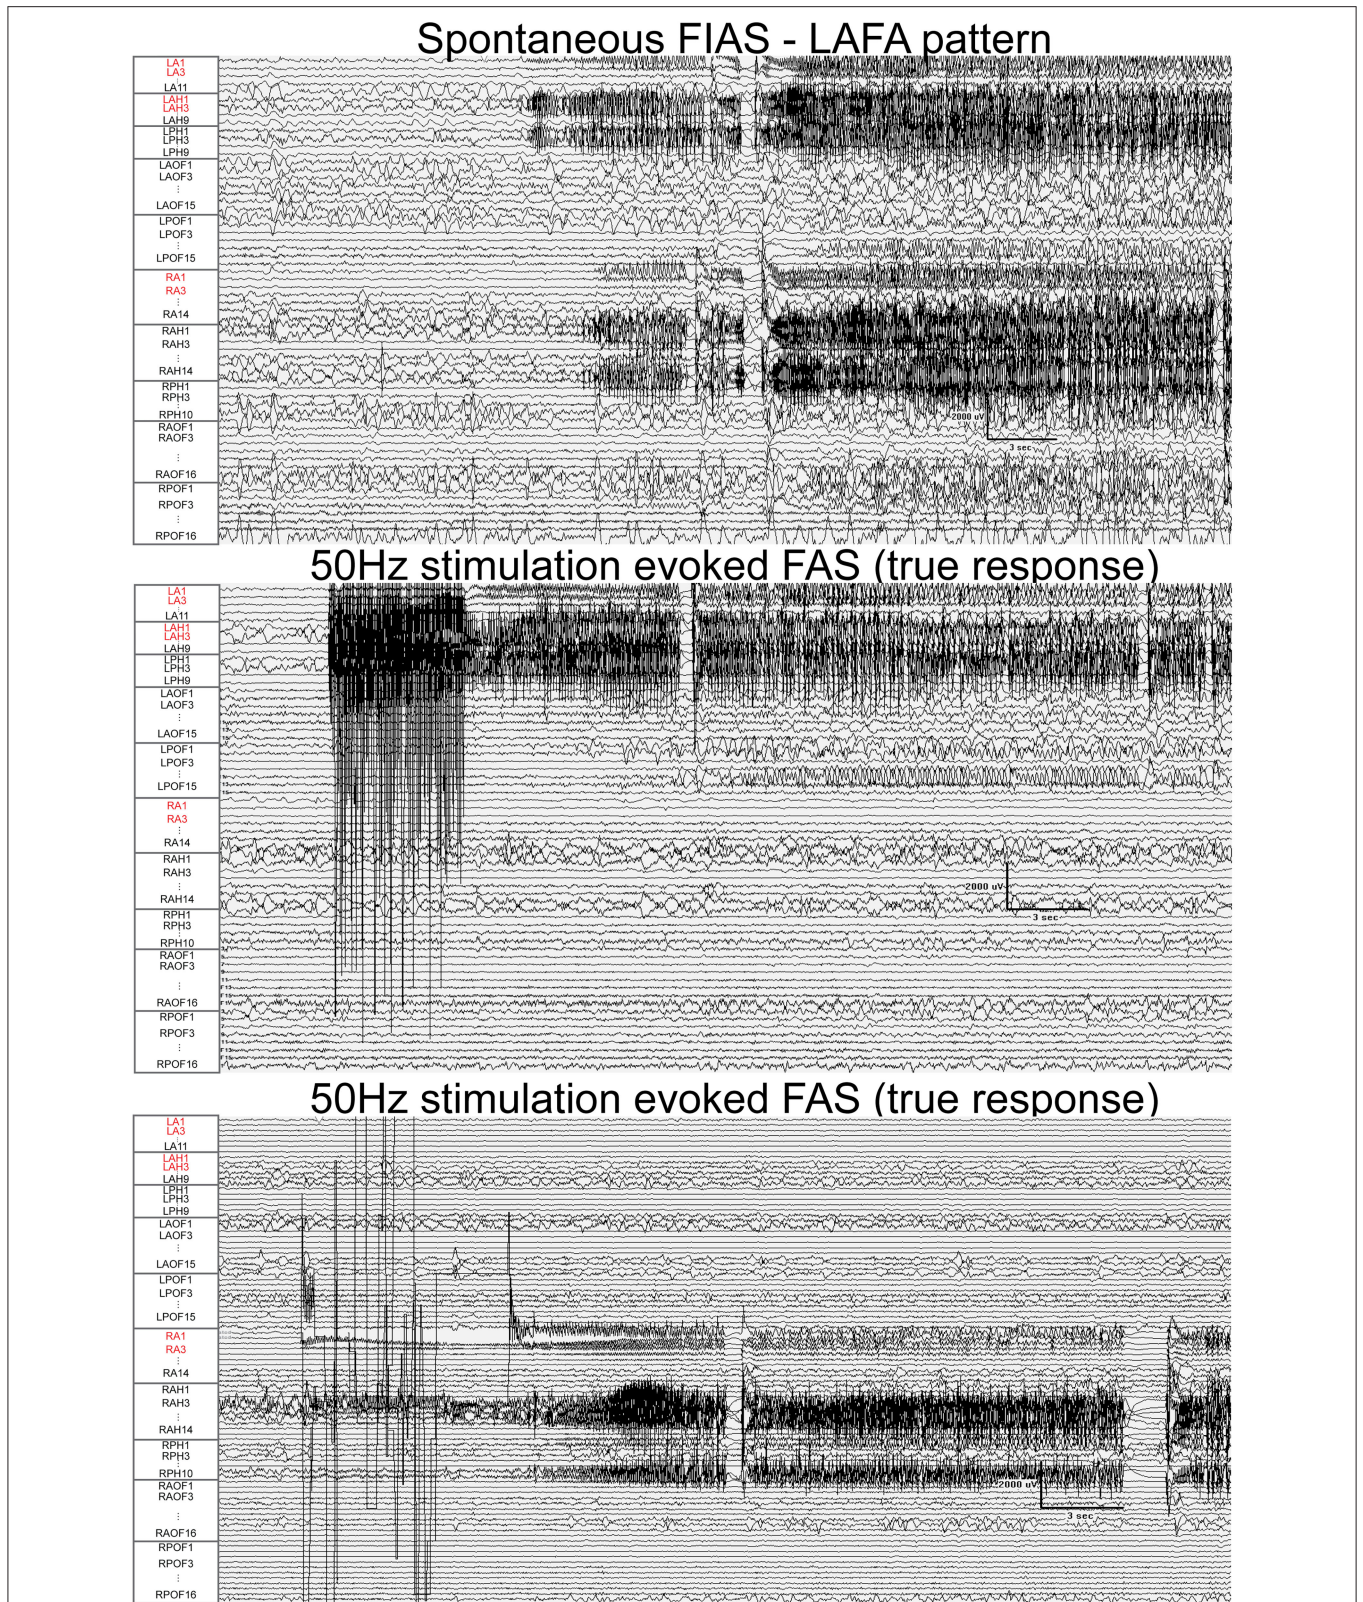 Spontaneous FIAS - LAFA pattern
LA1
LA3
LA11
LAH1
LAH3
LAH9
LPH1
LPH3
LPH9
LAOF1
LAOF3
⋮
LAOF15
LPOF1
LPOF3
⋮
LPOF15
RA1
RA3
⋮
RA14
RAH1
RAH3
⋮
RAH14
RPH1
RPH3
RPH10
RAOF1
RAOF3
⋮
RAOF16
RPOF1
RPOF3
⋮
RPOF16
2000 uV
3 sec
50Hz stimulation evoked FAS (true response)
LA1
LA3
LA11
LAH1
LAH3
LAH9
LPH1
LPH3
LPH9
LAOF1
LAOF3
⋮
LAOF15
LPOF1
LPOF3
⋮
LPOF15
RA1
RA3
⋮
RA14
RAH1
RAH3
⋮
RAH14
RPH1
RPH3
⋮
RPH10
RAOF1
RAOF3
⋮
RAOF16
RPOF1
RPOF3
⋮
RPOF16
2000 uV
3 sec
50Hz stimulation evoked FAS (true response)
LA1
LA3
LA11
LAH1
LAH3
LAH9
LPH1
LPH3
LPH9
LAOF1
LAOF3
⋮
LAOF15
LPOF1
LPOF3
⋮
LPOF15
RA1
RA3
⋮
RA14
RAH1
RAH3
⋮
RAH14
RPH1
RPH3
⋮
RPH10
RAOF1
RAOF3
⋮
RAOF16
RPOF1
RPOF3
⋮
RPOF16
2000 uV
3 sec